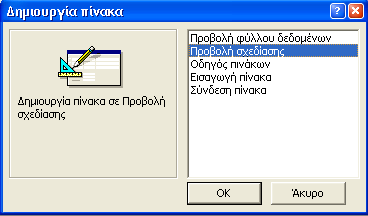 Δημιουργία πίνακα
Δημιουργία πίνακα σε Προβολή
σχεδίασης
Προβολή φύλλου δεδομένων
Προβολή σχεδίασης
Οδηγός πινάκων
Εισαγωγή πίνακα
Σύνδεση πίνακα
OK
Άκυρο